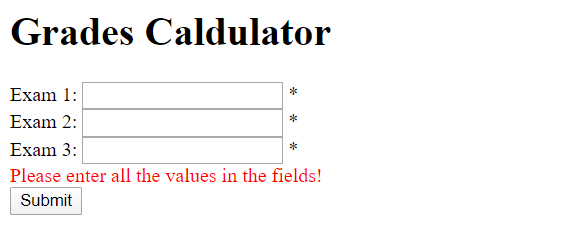 Grades Caldulator
Exam 1: *
Exam 2: *
Exam 3: *
Please enter all the values in the fields!
Submit